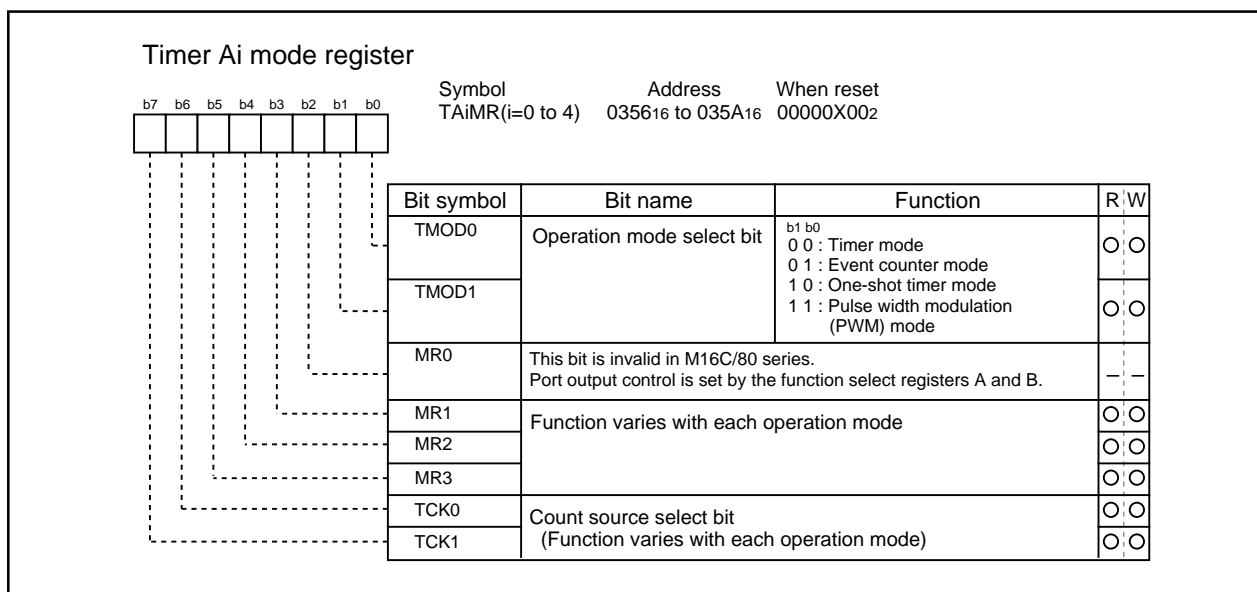 Timer Ai mode register
Symbol Address When reset
TAiMR(i=0 to 4) 035616 to 035A16 00000X002
b7 b6 b5 b4 b3 b2 b1 b0
Bit symbol Bit name Function R W
TMOD0 Operation mode select bit b1 b0
0 0 : Timer mode
0 1 : Event counter mode
1 0 : One-shot timer mode
TMOD1 1 1 : Pulse width modulation
(PWM) mode
MR0 This bit is invalid in M16C/80 series.
Port output control is set by the function select registers A and B. – –
MR1 Function varies with each operation mode
MR2
MR3
TCK0 Count source select bit
TCK1 (Function varies with each operation mode)